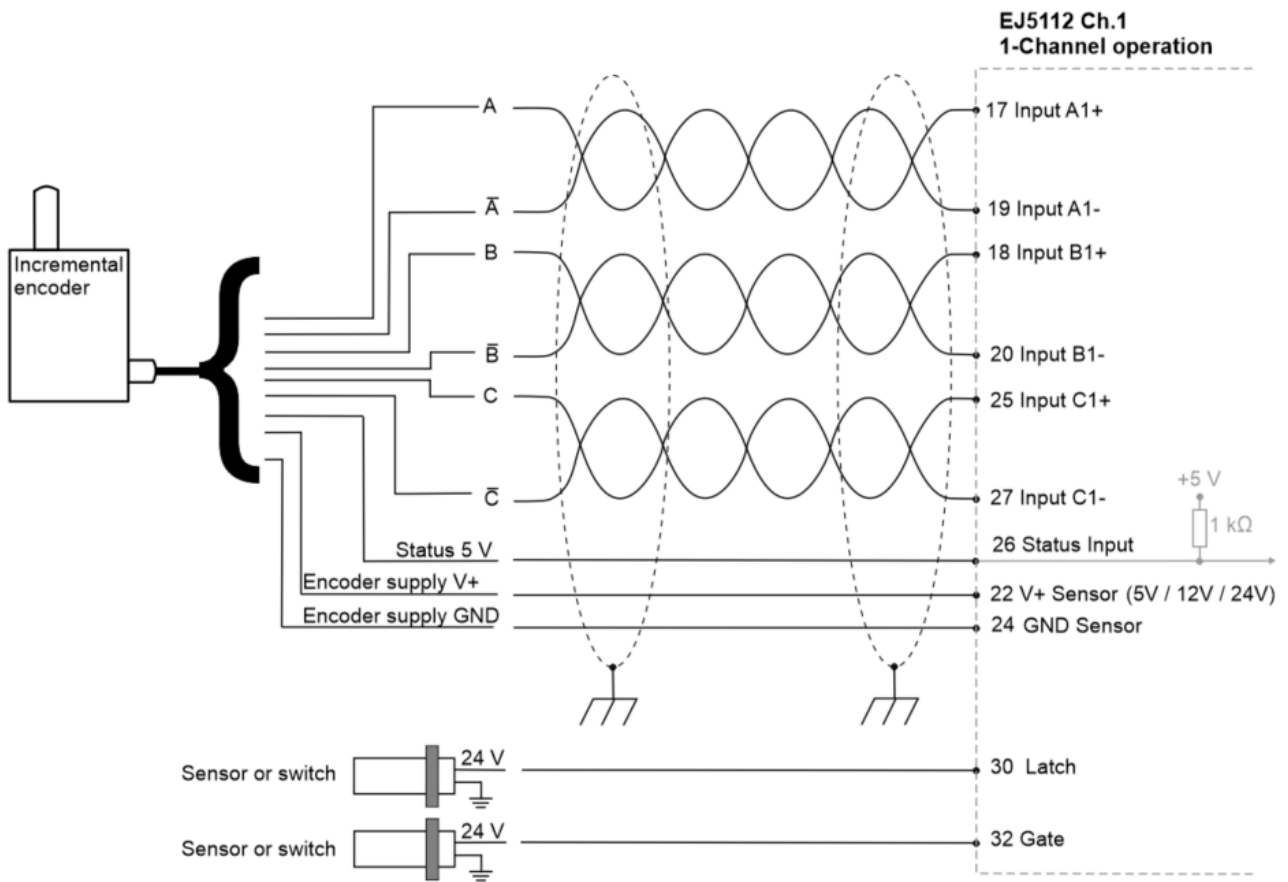 EJ5112 Ch.1
1-Channel operation
A
17 Input A1+
A̅
19 Input A1-
Incremental
encoder
B
18 Input B1+
B̅
20 Input B1-
C
25 Input C1+
C̅
27 Input C1-
+5 V
1 kΩ
Status 5 V
26 Status Input
Encoder supply V+
22 V+ Sensor (5V / 12V / 24V)
Encoder supply GND
24 GND Sensor
Sensor or switch
24 V
30 Latch
Sensor or switch
24 V
32 Gate